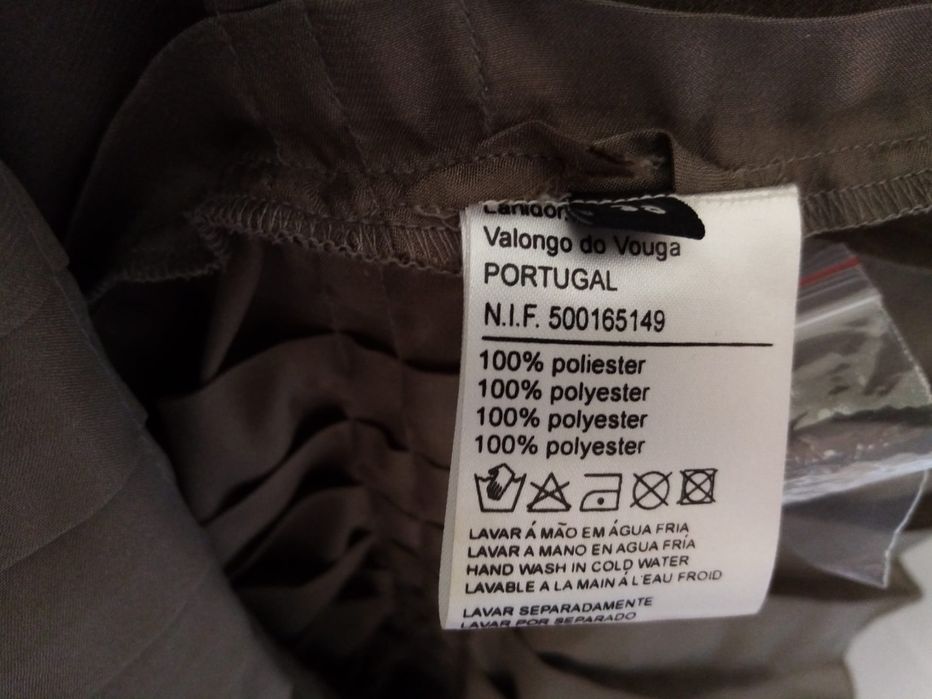 Valongo do Vouga
PORTUGAL
N.I.F. 500165149
100% poliester
100% polyester
100% polyester
100% polyester
LAVAR Á MÃO EM ÁGUA FRIA
LAVAR A MANO EN AGUA FRÍA
HAND WASH IN COLD WATER
LAVABLE A LA MAIN Á L'EAU FROID
LAVAR SEPARADAMENTE
LAVAR POR SEPARADO